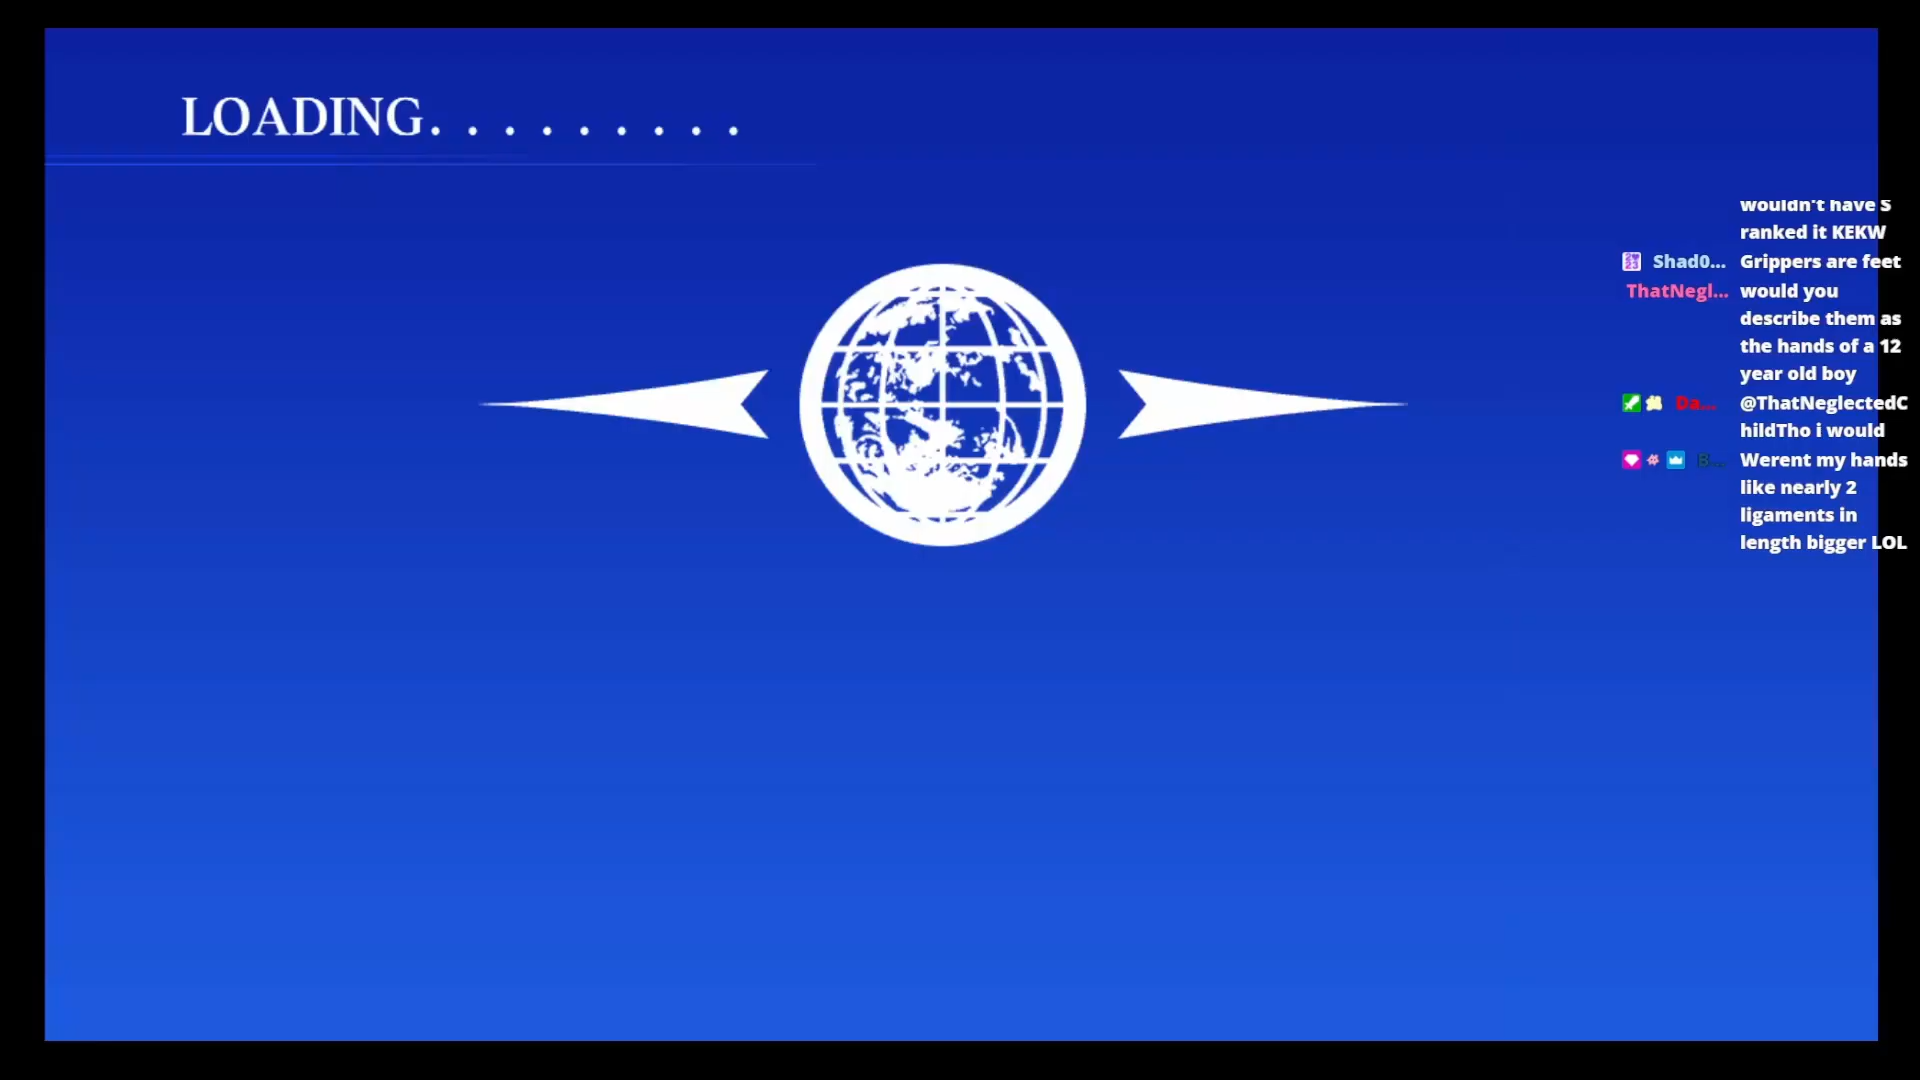 LOADING. . . . . . . . .
wouldn't have S
ranked it KEKW
Shad0... Grippers are feet
ThatNegl... would you
describe them as
the hands of a 12
year old boy
Da... @ThatNeglectedC
hildTho i would
B... Werent my hands
like nearly 2
ligaments in
length bigger LOL